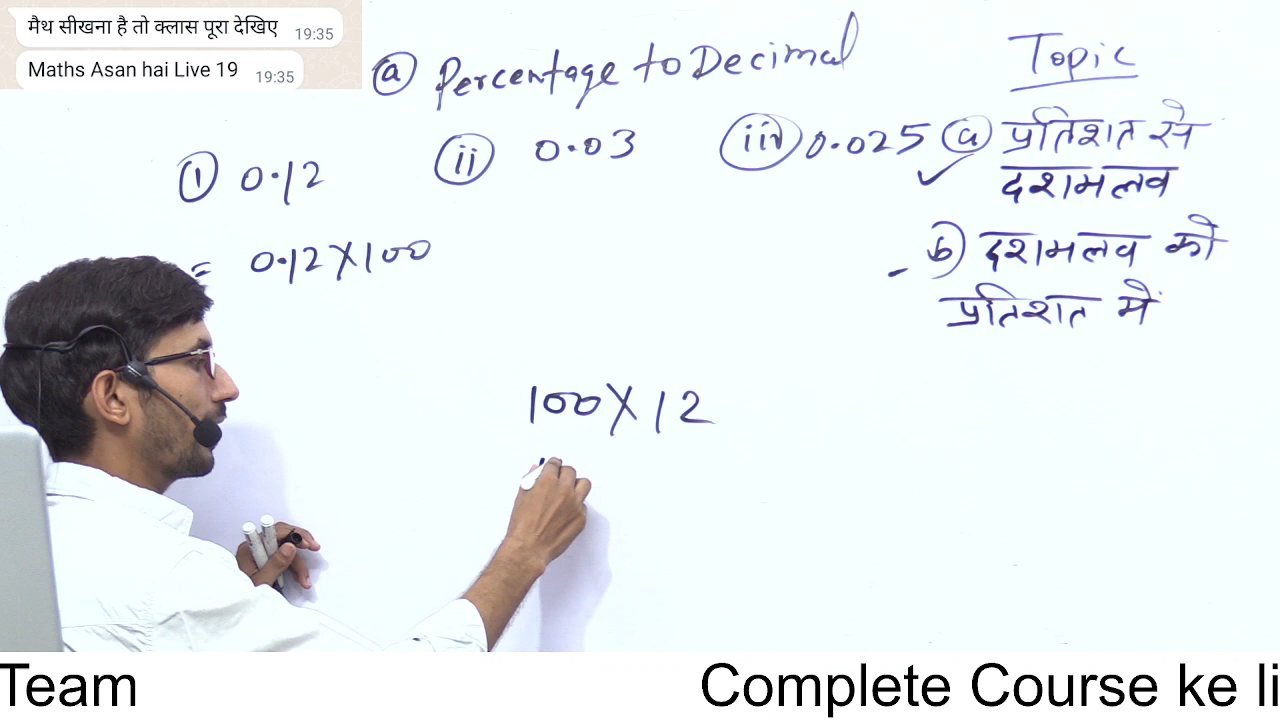 मैथ सीखना है तो क्लास पूरा देखिए 19:35
Maths Asan hai Live 19 19:35
(a) Percentage to Decimal
Topic
(i) 0.12 (ii) 0.03 (iii) 0.025
(a) प्रतिशत से
दशमलव
= 0.12 X 100
(b) दशमलव को
प्रतिशत में
100 X 12
Team Complete Course ke li